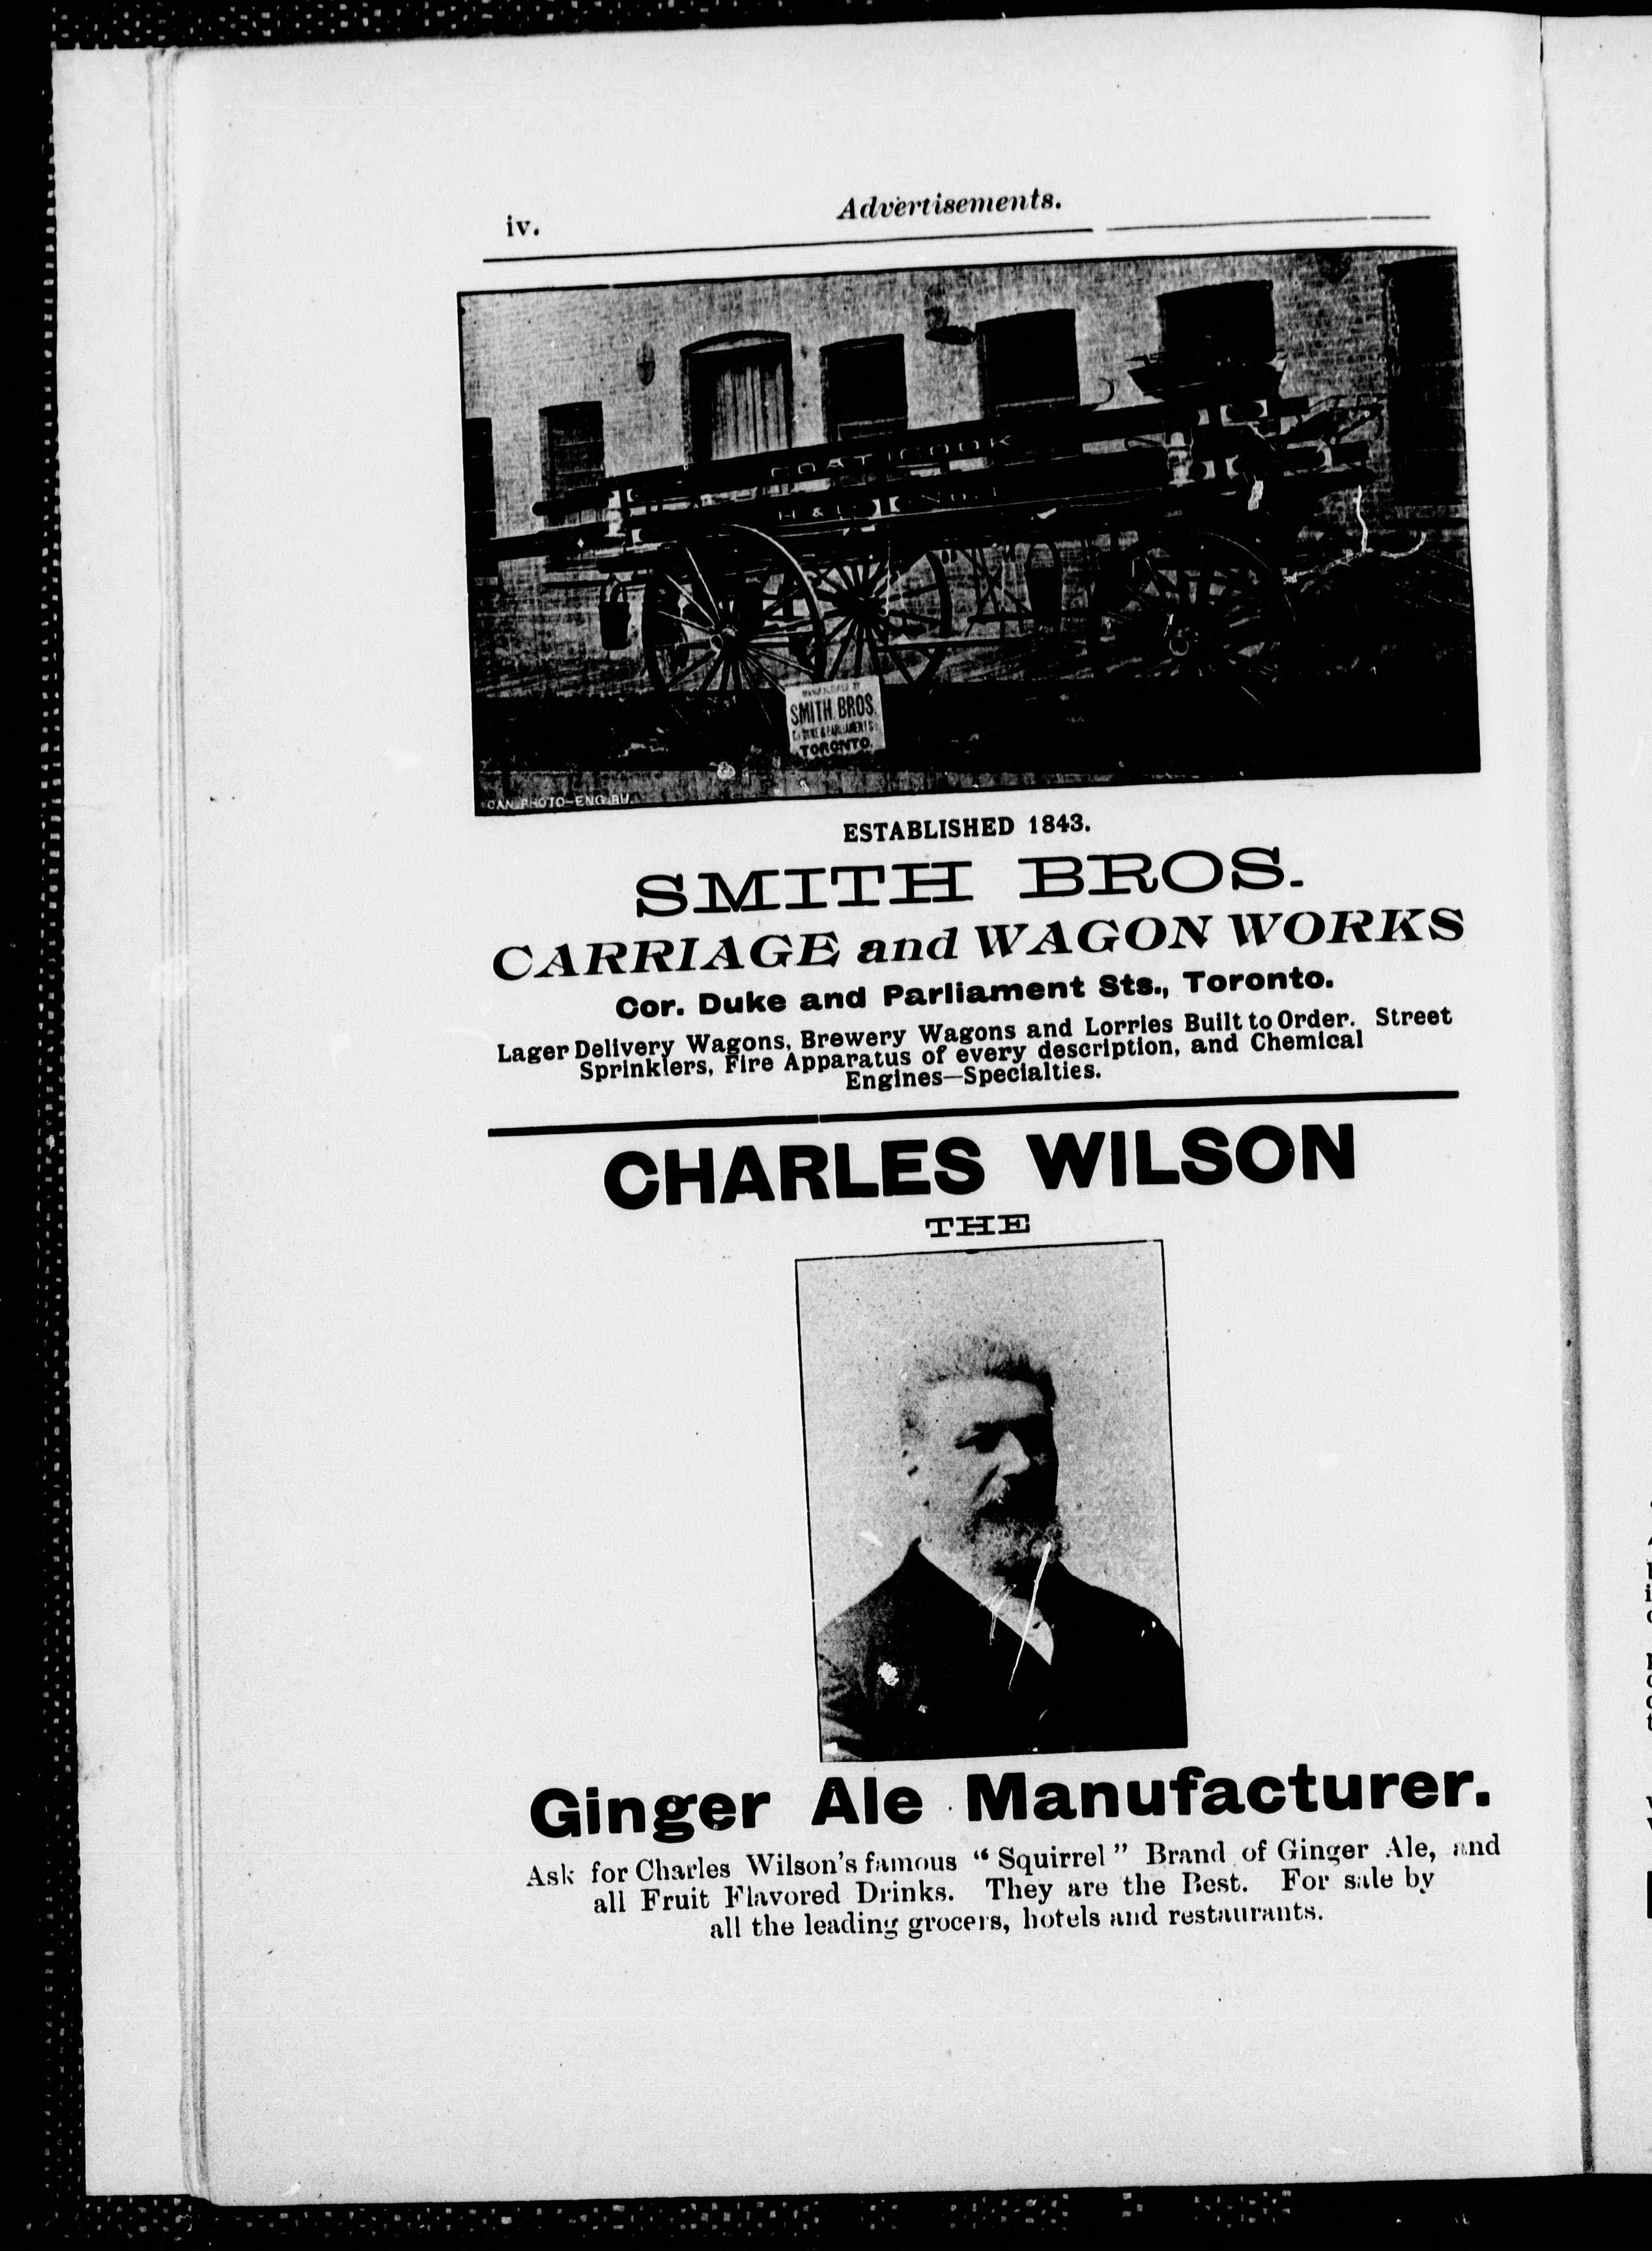 iv.
Advertisements.
COATICOOK
H & L No. 1
MANUFACTURED BY
SMITH BROS.
TORONTO.
CAN. PHOTO-ENG. BU.
ESTABLISHED 1843.
SMITH BROS.
CARRIAGE and WAGON WORKS
Cor. Duke and Parliament Sts., Toronto.
Lager Delivery Wagons, Brewery Wagons and Lorries Built to Order. Street
Sprinklers, Fire Apparatus of every description, and Chemical
Engines—Specialties.
CHARLES WILSON
THE
Ginger Ale Manufacturer.
Ask for Charles Wilson's famous "Squirrel" Brand of Ginger Ale, and
all Fruit Flavored Drinks. They are the Best. For sale by
all the leading grocers, hotels and restaurants.